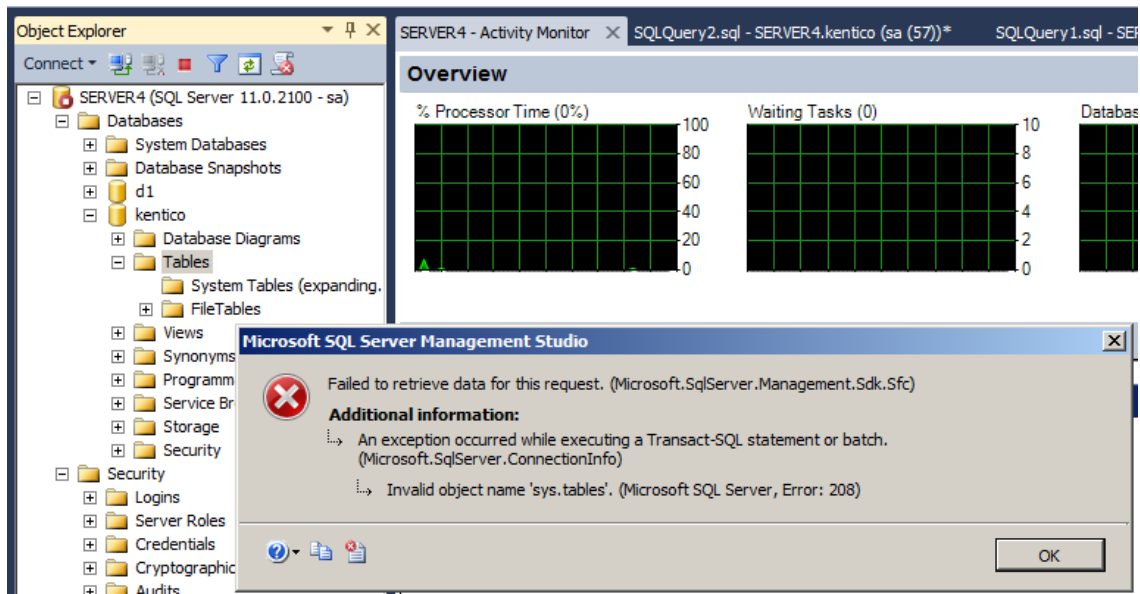 Object Explorer
Connect
SERVER4 (SQL Server 11.0.2100 - sa)
Databases
System Databases
Database Snapshots
d1
kentico
Database Diagrams
Tables
System Tables (expanding.
FileTables
Views
Synonyms
Programm
Service Br
Storage
Security
Security
Logins
Server Roles
Credentials
Cryptographic
Audits
SERVER4 - Activity Monitor
SQLQuery2.sql - SERVER4.kentico (sa (57))*
SQLQuery1.sql - SER
Overview
% Processor Time (0%)
100
80
60
40
20
0
Waiting Tasks (0)
10
8
6
4
2
0
Databas
Microsoft SQL Server Management Studio
Failed to retrieve data for this request. (Microsoft.SqlServer.Management.Sdk.Sfc)
Additional information:
An exception occurred while executing a Transact-SQL statement or batch.
(Microsoft.SqlServer.ConnectionInfo)
Invalid object name 'sys.tables'. (Microsoft SQL Server, Error: 208)
OK